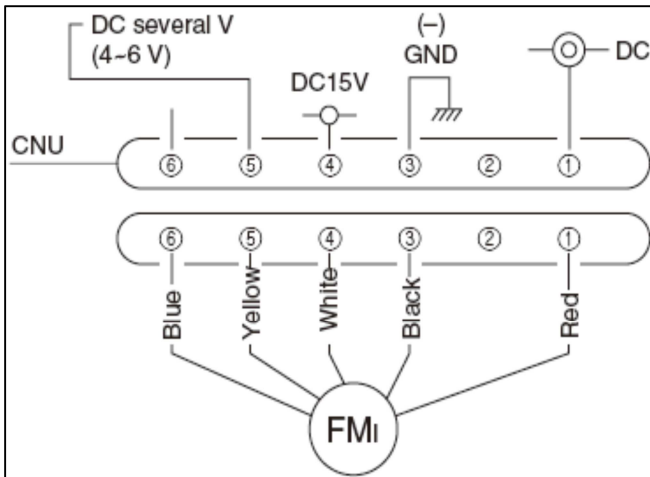 DC several V
(4~6 V)
(–)
GND
DC
DC15V
CNU
⑥ ⑤ ④ ③ ② ①
⑥ ⑤ ④ ③ ② ①
Blue
Yellow
White
Black
Red
FMI